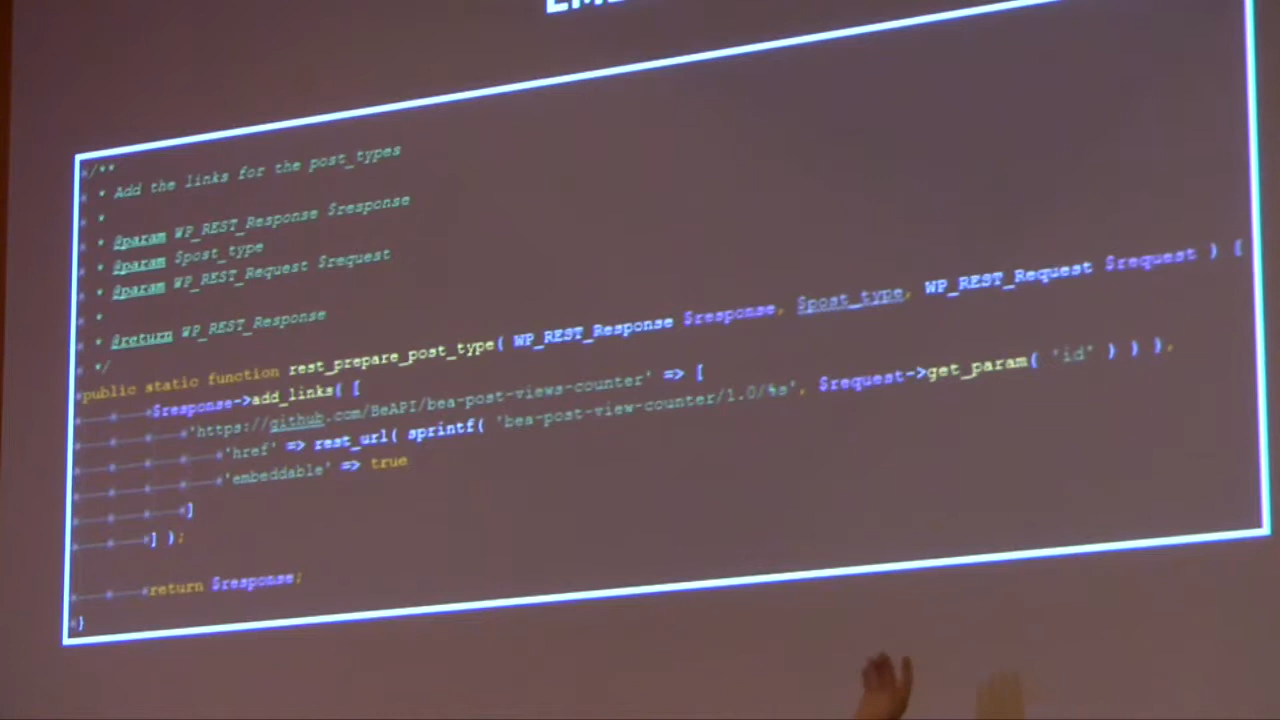 /**
* Add the links for the post_types
*
* @param WP_REST_Response $response
* @param $post_type
* @param WP_REST_Request $request
*
* @return WP_REST_Response
*/
public static function rest_prepare_post_type( WP_REST_Response $response, $post_type, WP_REST_Request $request ) {
$response->add_links( [
'https://github.com/BeAPI/bea-post-views-counter' => [
'href' => rest_url( sprintf( 'bea-post-view-counter/1.0/%s', $request->get_param( 'id' ) ) ),
'embeddable' => true
]
] );
return $response;
}